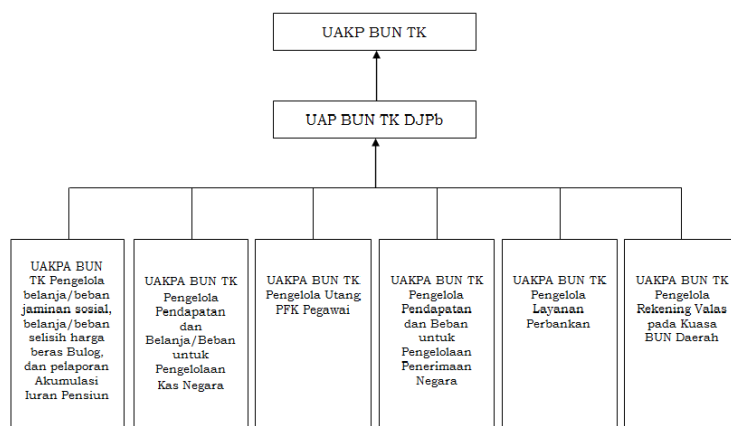 UAKP BUN TK
UAP BUN TK DJPb
UAKPA BUN
TK Pengelola
belanja/beban
jaminan sosial,
belanja/beban
selisih harga
beras Bulog,
dan pelaporan
Akumulasi
Iuran Pensiun
UAKPA BUN TK
Pengelola
Pendapatan
dan
Belanja/Beban
untuk
Pengelolaan
Kas Negara
UAKPA BUN TK
Pengelola Utang
PFK Pegawai
UAKPA BUN TK
Pengelola
Pendapatan
dan Beban
untuk
Pengelolaan
Penerimaan
Negara
UAKPA BUN TK
Pengelola
Layanan
Perbankan
UAKPA BUN TK
Pengelola
Rekening Valas
pada Kuasa
BUN Daerah